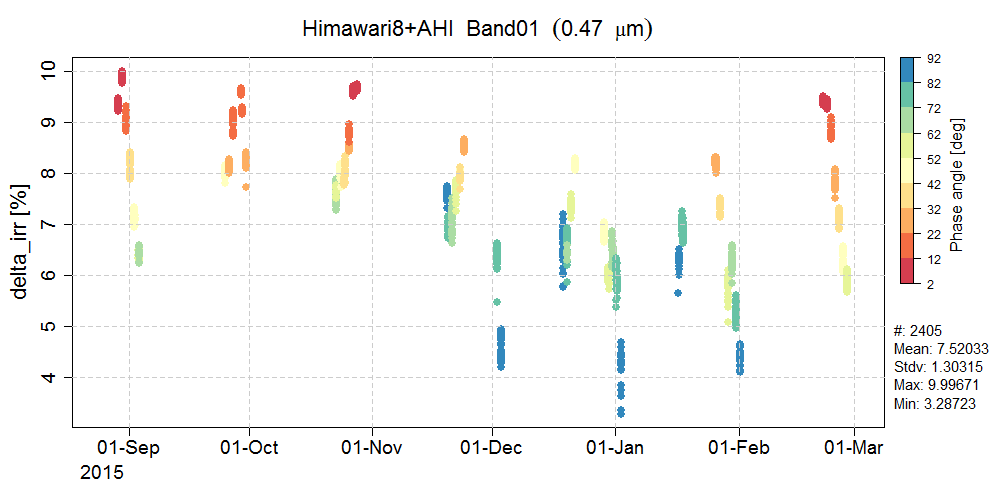 Himawari8+AHI Band01 (0.47 μm)
delta_irr [%]
10
9
8
7
6
5
4
01-Sep 01-Oct 01-Nov 01-Dec 01-Jan 01-Feb 01-Mar
2015
92
82
72
62
52
42
32
22
12
2
Phase angle [deg]
#: 2405
Mean: 7.52033
Stdv: 1.30315
Max: 9.99671
Min: 3.28723